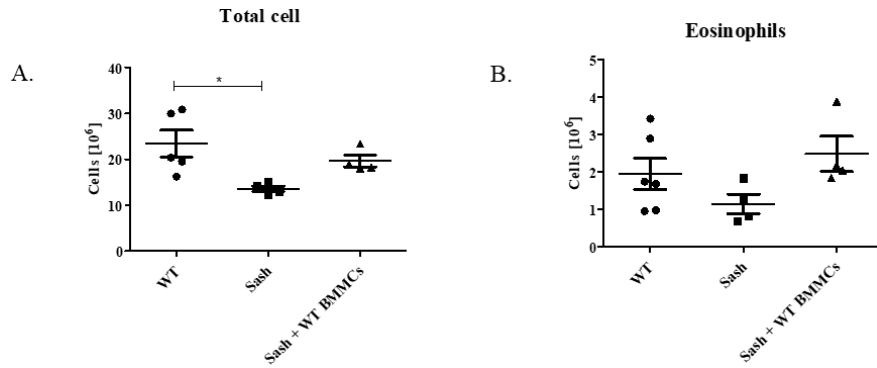 Total cell
A.
*
Cells [10⁶]
40
30
20
10
0
WT
Sash
Sash + WT BMMCs
Eosinophils
B.
Cells [10⁶]
5
4
3
2
1
0
WT
Sash
Sash + WT BMMCs